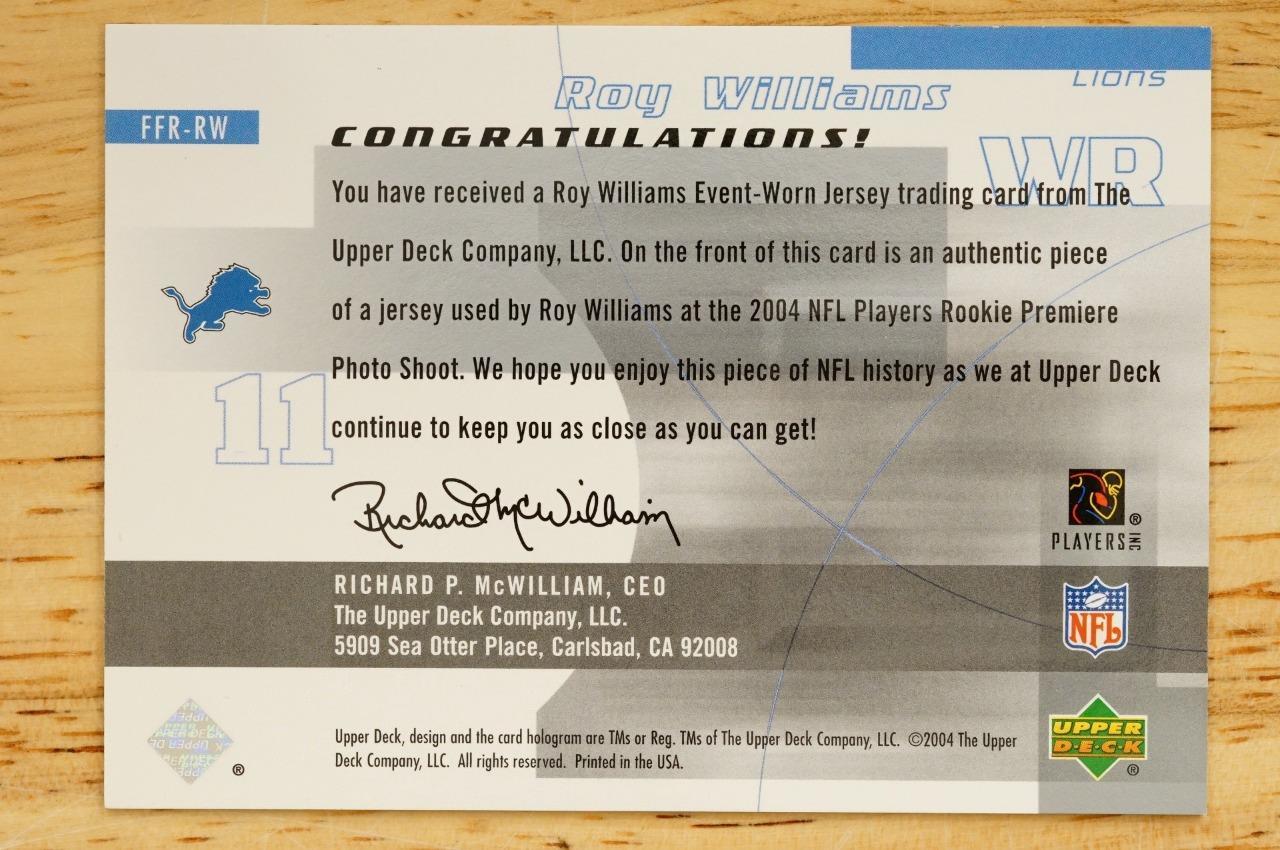 Lions
Roy Williams
FFR-RW
CONGRATULATIONS!
WR
You have received a Roy Williams Event-Worn Jersey trading card from The
Upper Deck Company, LLC. On the front of this card is an authentic piece
of a jersey used by Roy Williams at the 2004 NFL Players Rookie Premiere
Photo Shoot. We hope you enjoy this piece of NFL history as we at Upper Deck
continue to keep you as close as you can get!
11
Richard McWilliam
PLAYERS INC ®
RICHARD P. McWILLIAM, CEO
The Upper Deck Company, LLC.
5909 Sea Otter Place, Carlsbad, CA 92008
NFL
UPPER
D·E·C·K
®
®
Upper Deck, design and the card hologram are TMs or Reg. TMs of The Upper Deck Company, LLC. ©2004 The Upper
Deck Company, LLC. All rights reserved. Printed in the USA.